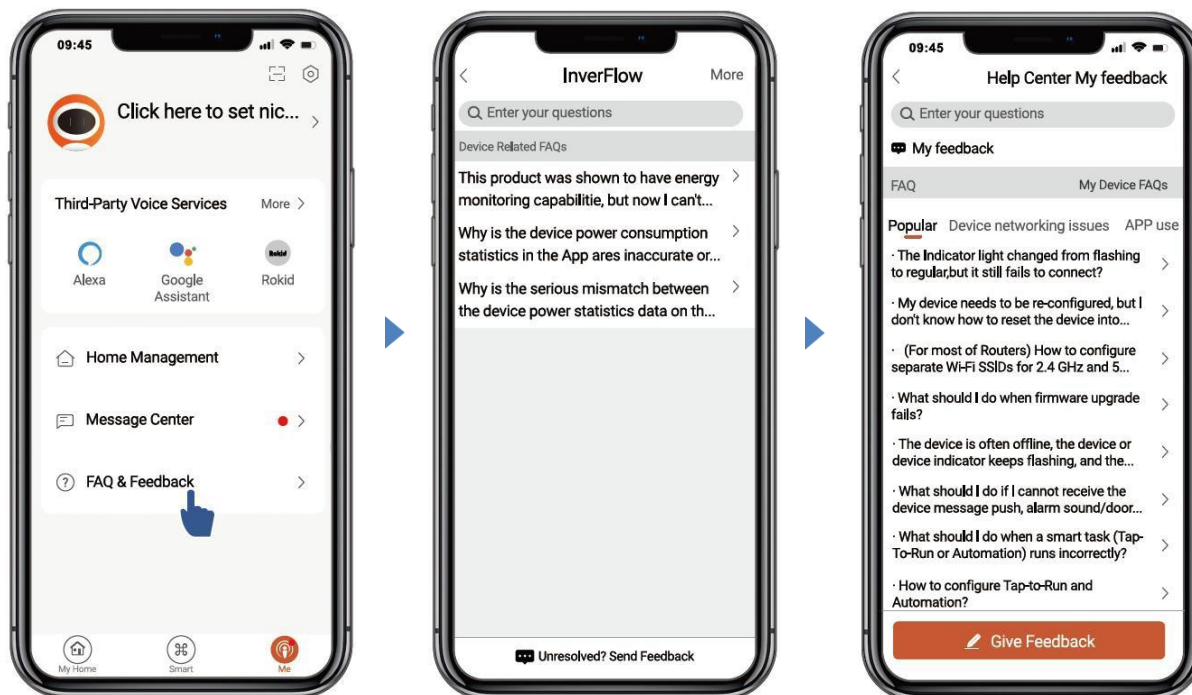 09:45
Click here to set nic...
Third-Party Voice Services
More
Alexa
Google
Assistant
Rokid
Rokid
Home Management
Message Center
FAQ & Feedback
My Home
Smart
Me
InverFlow
More
Enter your questions
Device Related FAQs
This product was shown to have energy
monitoring capabilitie, but now I can't...
Why is the device power consumption
statistics in the App ares inaccurate or...
Why is the serious mismatch between
the device power statistics data on th...
Unresolved? Send Feedback
09:45
Help Center My feedback
Enter your questions
My feedback
FAQ
My Device FAQs
Popular
Device networking issues
APP use
· The Indicator light changed from flashing
to regular,but it still fails to connect?
· My device needs to be re-configured, but I
don't know how to reset the device into...
· (For most of Routers) How to configure
separate Wi-Fi SSIDs for 2.4 GHz and 5...
· What should I do when firmware upgrade
fails?
· The device is often offline, the device or
device indicator keeps flashing, and the...
· What should I do if I cannot receive the
device message push, alarm sound/door...
· What should I do when a smart task (Tap-
To-Run or Automation) runs incorrectly?
· How to configure Tap-to-Run and
Automation?
Give Feedback